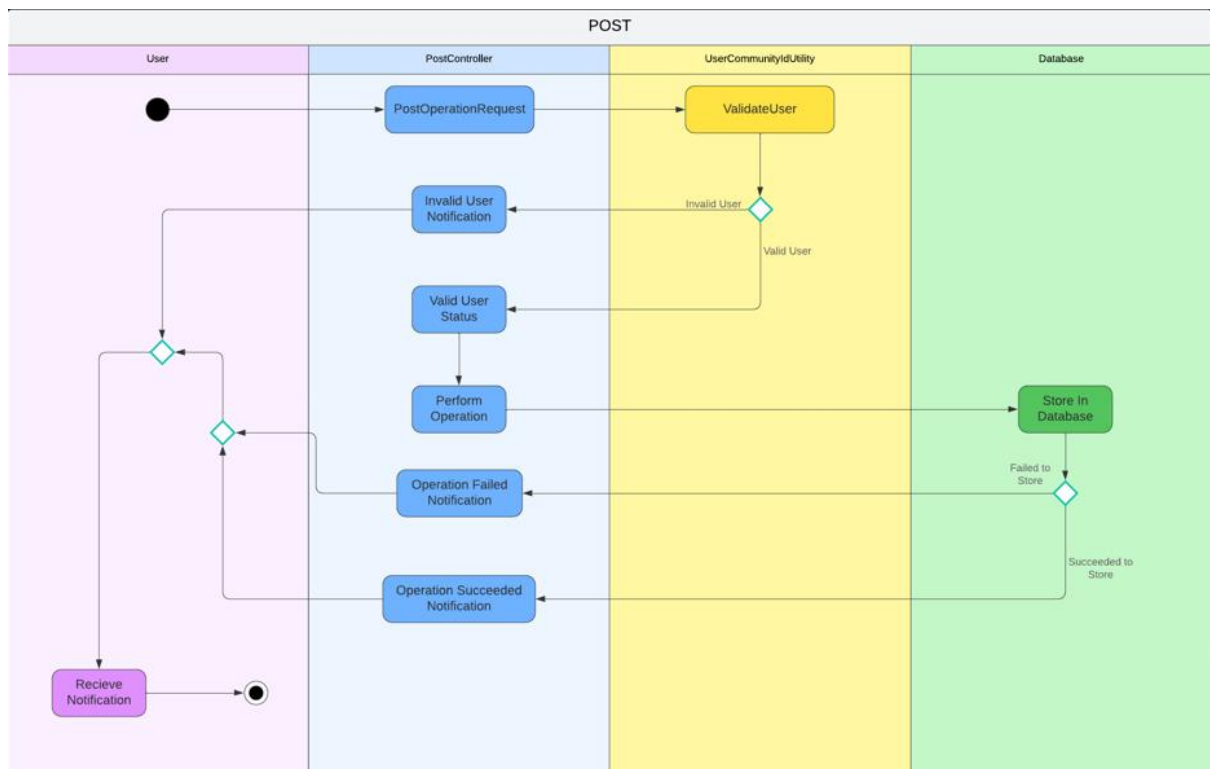 POST
User
PostController
UserCommunityIdUtility
Database
PostOperationRequest
ValidateUser
Invalid User
Notification
Invalid User
Valid User
Valid User
Status
Perform
Operation
Store In
Database
Failed to
Store
Operation Failed
Notification
Succeeded to
Store
Operation Succeeded
Notification
Recieve
Notification